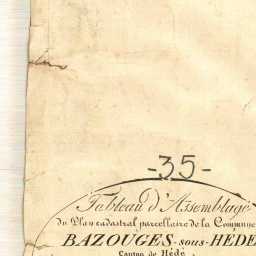 -35-
Tableau d'Assemblage
du Plan cadastral parcellaire de la Commune
BAZOUGES-sous-HÉDÉ
Canton de Hédé